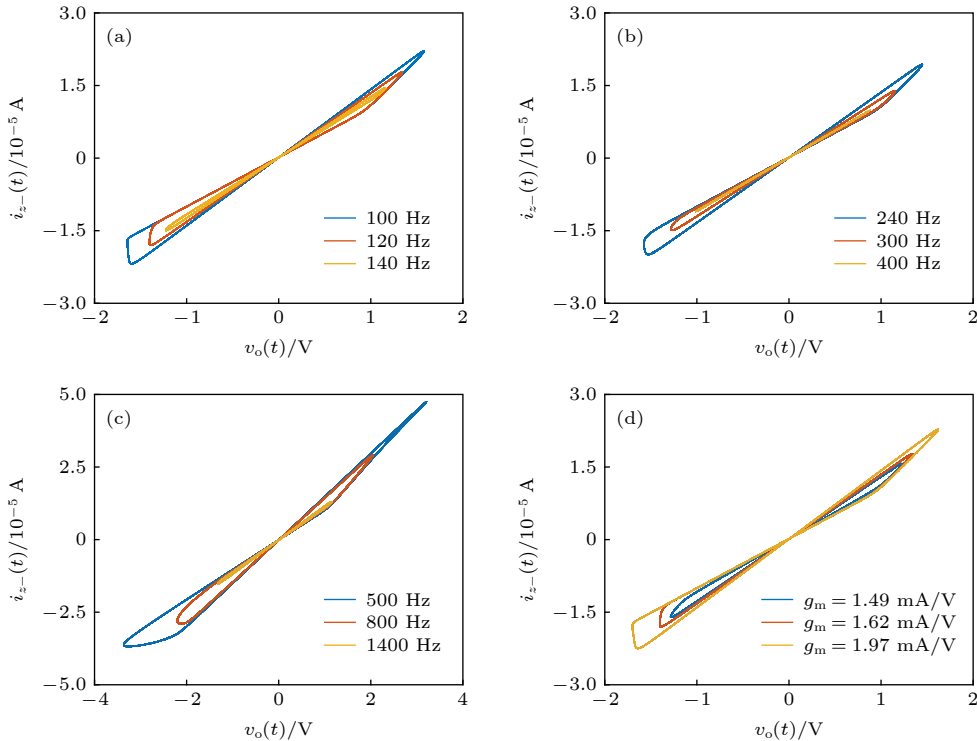 (a)
3.0
1.5
0
−1.5
−3.0
i_{z−}(t)/10^{−5} A
100 Hz
120 Hz
140 Hz
−2
−1
0
1
2
v_o(t)/V
(b)
3.0
1.5
0
−1.5
−3.0
i_{z−}(t)/10^{−5} A
240 Hz
300 Hz
400 Hz
−2
−1
0
1
2
v_o(t)/V
(c)
5.0
2.5
0
−2.5
−5.0
i_{z−}(t)/10^{−5} A
500 Hz
800 Hz
1400 Hz
−4
−2
0
2
4
v_o(t)/V
(d)
3.0
1.5
0
−1.5
−3.0
i_{z−}(t)/10^{−5} A
g_m = 1.49 mA/V
g_m = 1.62 mA/V
g_m = 1.97 mA/V
−2
−1
0
1
2
v_o(t)/V